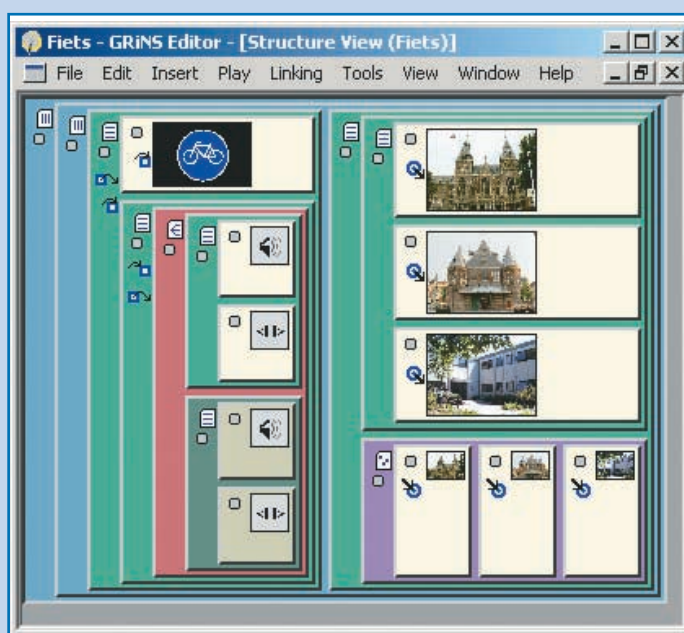 Fiets - GRiNS Editor - [Structure View (Fiets)]
File Edit Insert Play Linking Tools View Window Help